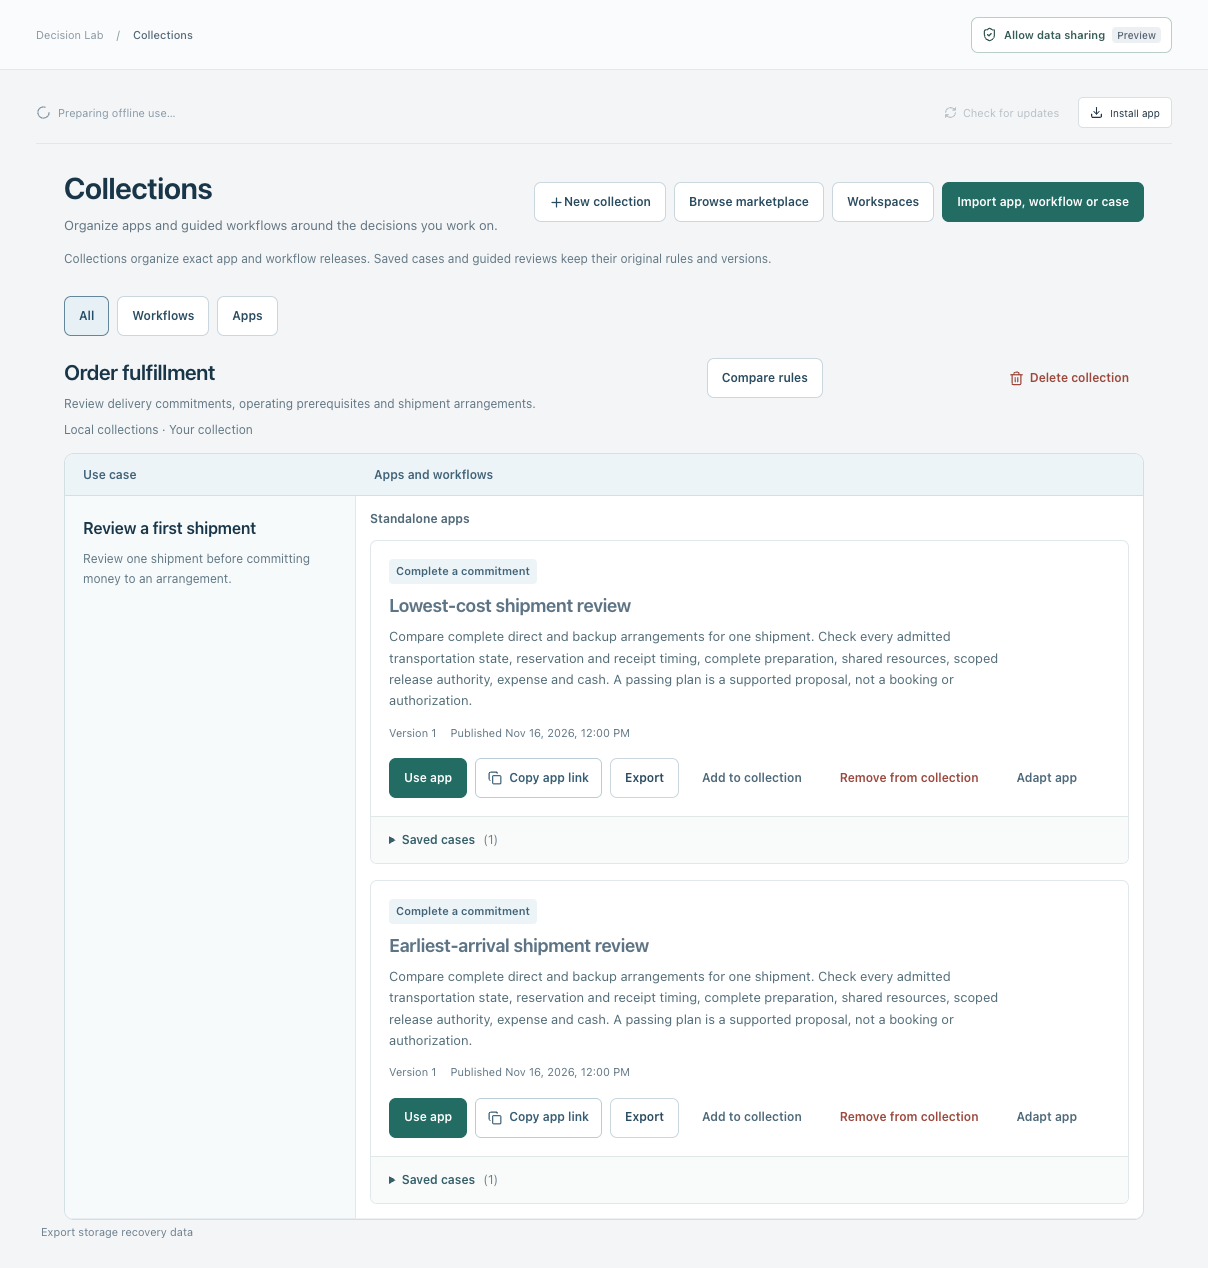 Decision Lab / Collections
Allow data sharing Preview
Preparing offline use...
Check for updates
Install app
Collections
Organize apps and guided workflows around the decisions you work on.
New collection
Browse marketplace
Workspaces
Import app, workflow or case
Collections organize exact app and workflow releases. Saved cases and guided reviews keep their original rules and versions.
All
Workflows
Apps
Order fulfillment
Review delivery commitments, operating prerequisites and shipment arrangements.
Local collections · Your collection
Compare rules
Delete collection
Use case
Apps and workflows
Review a first shipment
Review one shipment before committing
money to an arrangement.
Standalone apps
Complete a commitment
Lowest-cost shipment review
Compare complete direct and backup arrangements for one shipment. Check every admitted
transportation state, reservation and receipt timing, complete preparation, shared resources, scoped
release authority, expense and cash. A passing plan is a supported proposal, not a booking or
authorization.
Version 1 Published Nov 16, 2026, 12:00 PM
Use app
Copy app link
Export
Add to collection
Remove from collection
Adapt app
Saved cases (1)
Complete a commitment
Earliest-arrival shipment review
Compare complete direct and backup arrangements for one shipment. Check every admitted
transportation state, reservation and receipt timing, complete preparation, shared resources, scoped
release authority, expense and cash. A passing plan is a supported proposal, not a booking or
authorization.
Version 1 Published Nov 16, 2026, 12:00 PM
Use app
Copy app link
Export
Add to collection
Remove from collection
Adapt app
Saved cases (1)
Export storage recovery data